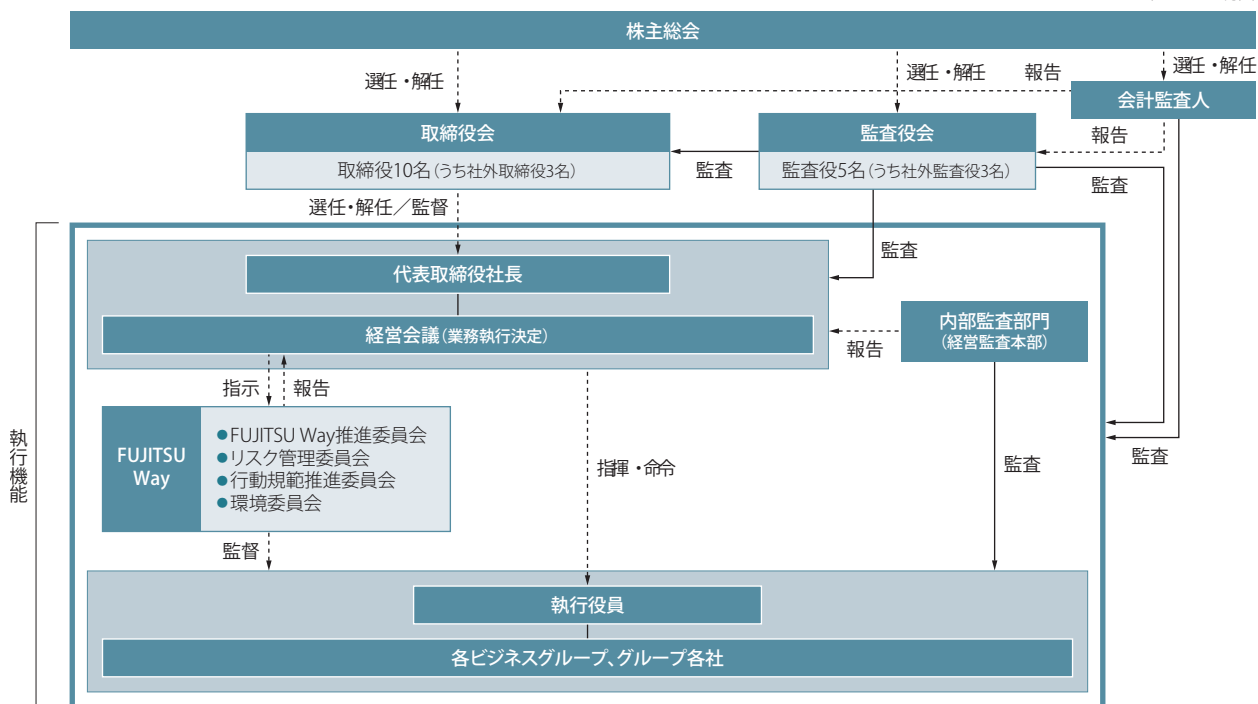 株主総会
選任・解任
選任・解任
報告
選任・解任
会計監査人
取締役会
取締役10名(うち社外取締役3名)
監査
監査役会
監査役5名(うち社外監査役3名)
報告
監査
選任・解任／監督
監査
代表取締役社長
経営会議(業務執行決定)
報告
内部監査部門
(経営監査本部)
指示
報告
執行機能
FUJITSU
Way
●FUJITSU Way推進委員会
●リスク管理委員会
●行動規範推進委員会
●環境委員会
指揮・命令
監査
監査
監督
執行役員
各ビジネスグループ、グループ各社